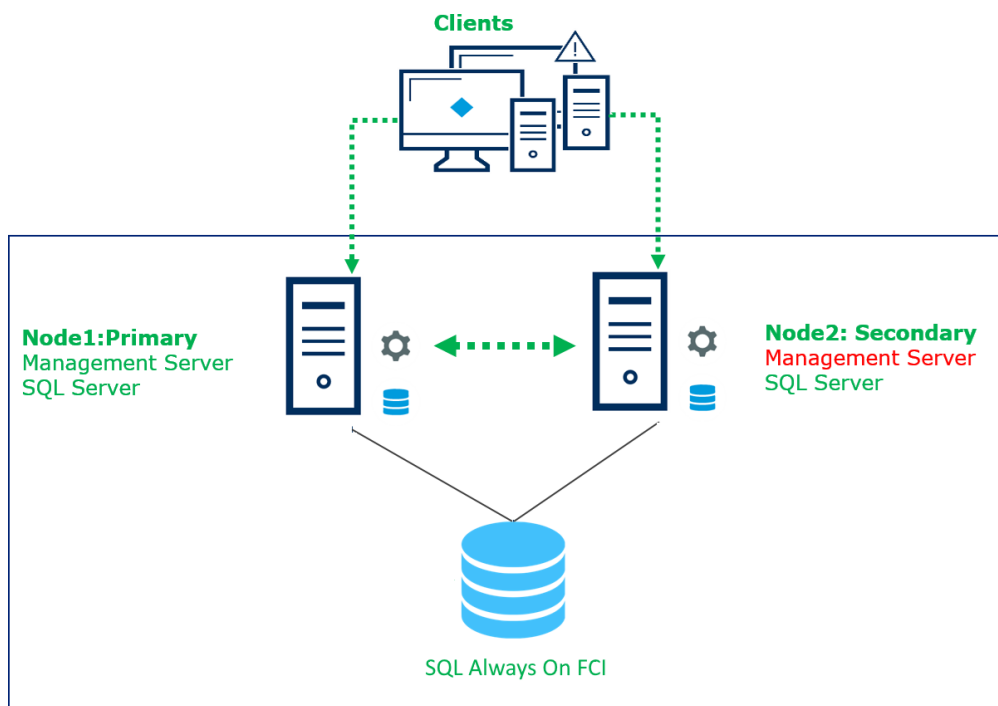 Clients
Node1:Primary
Management Server
SQL Server
Node2: Secondary
Management Server
SQL Server
SQL Always On FCI